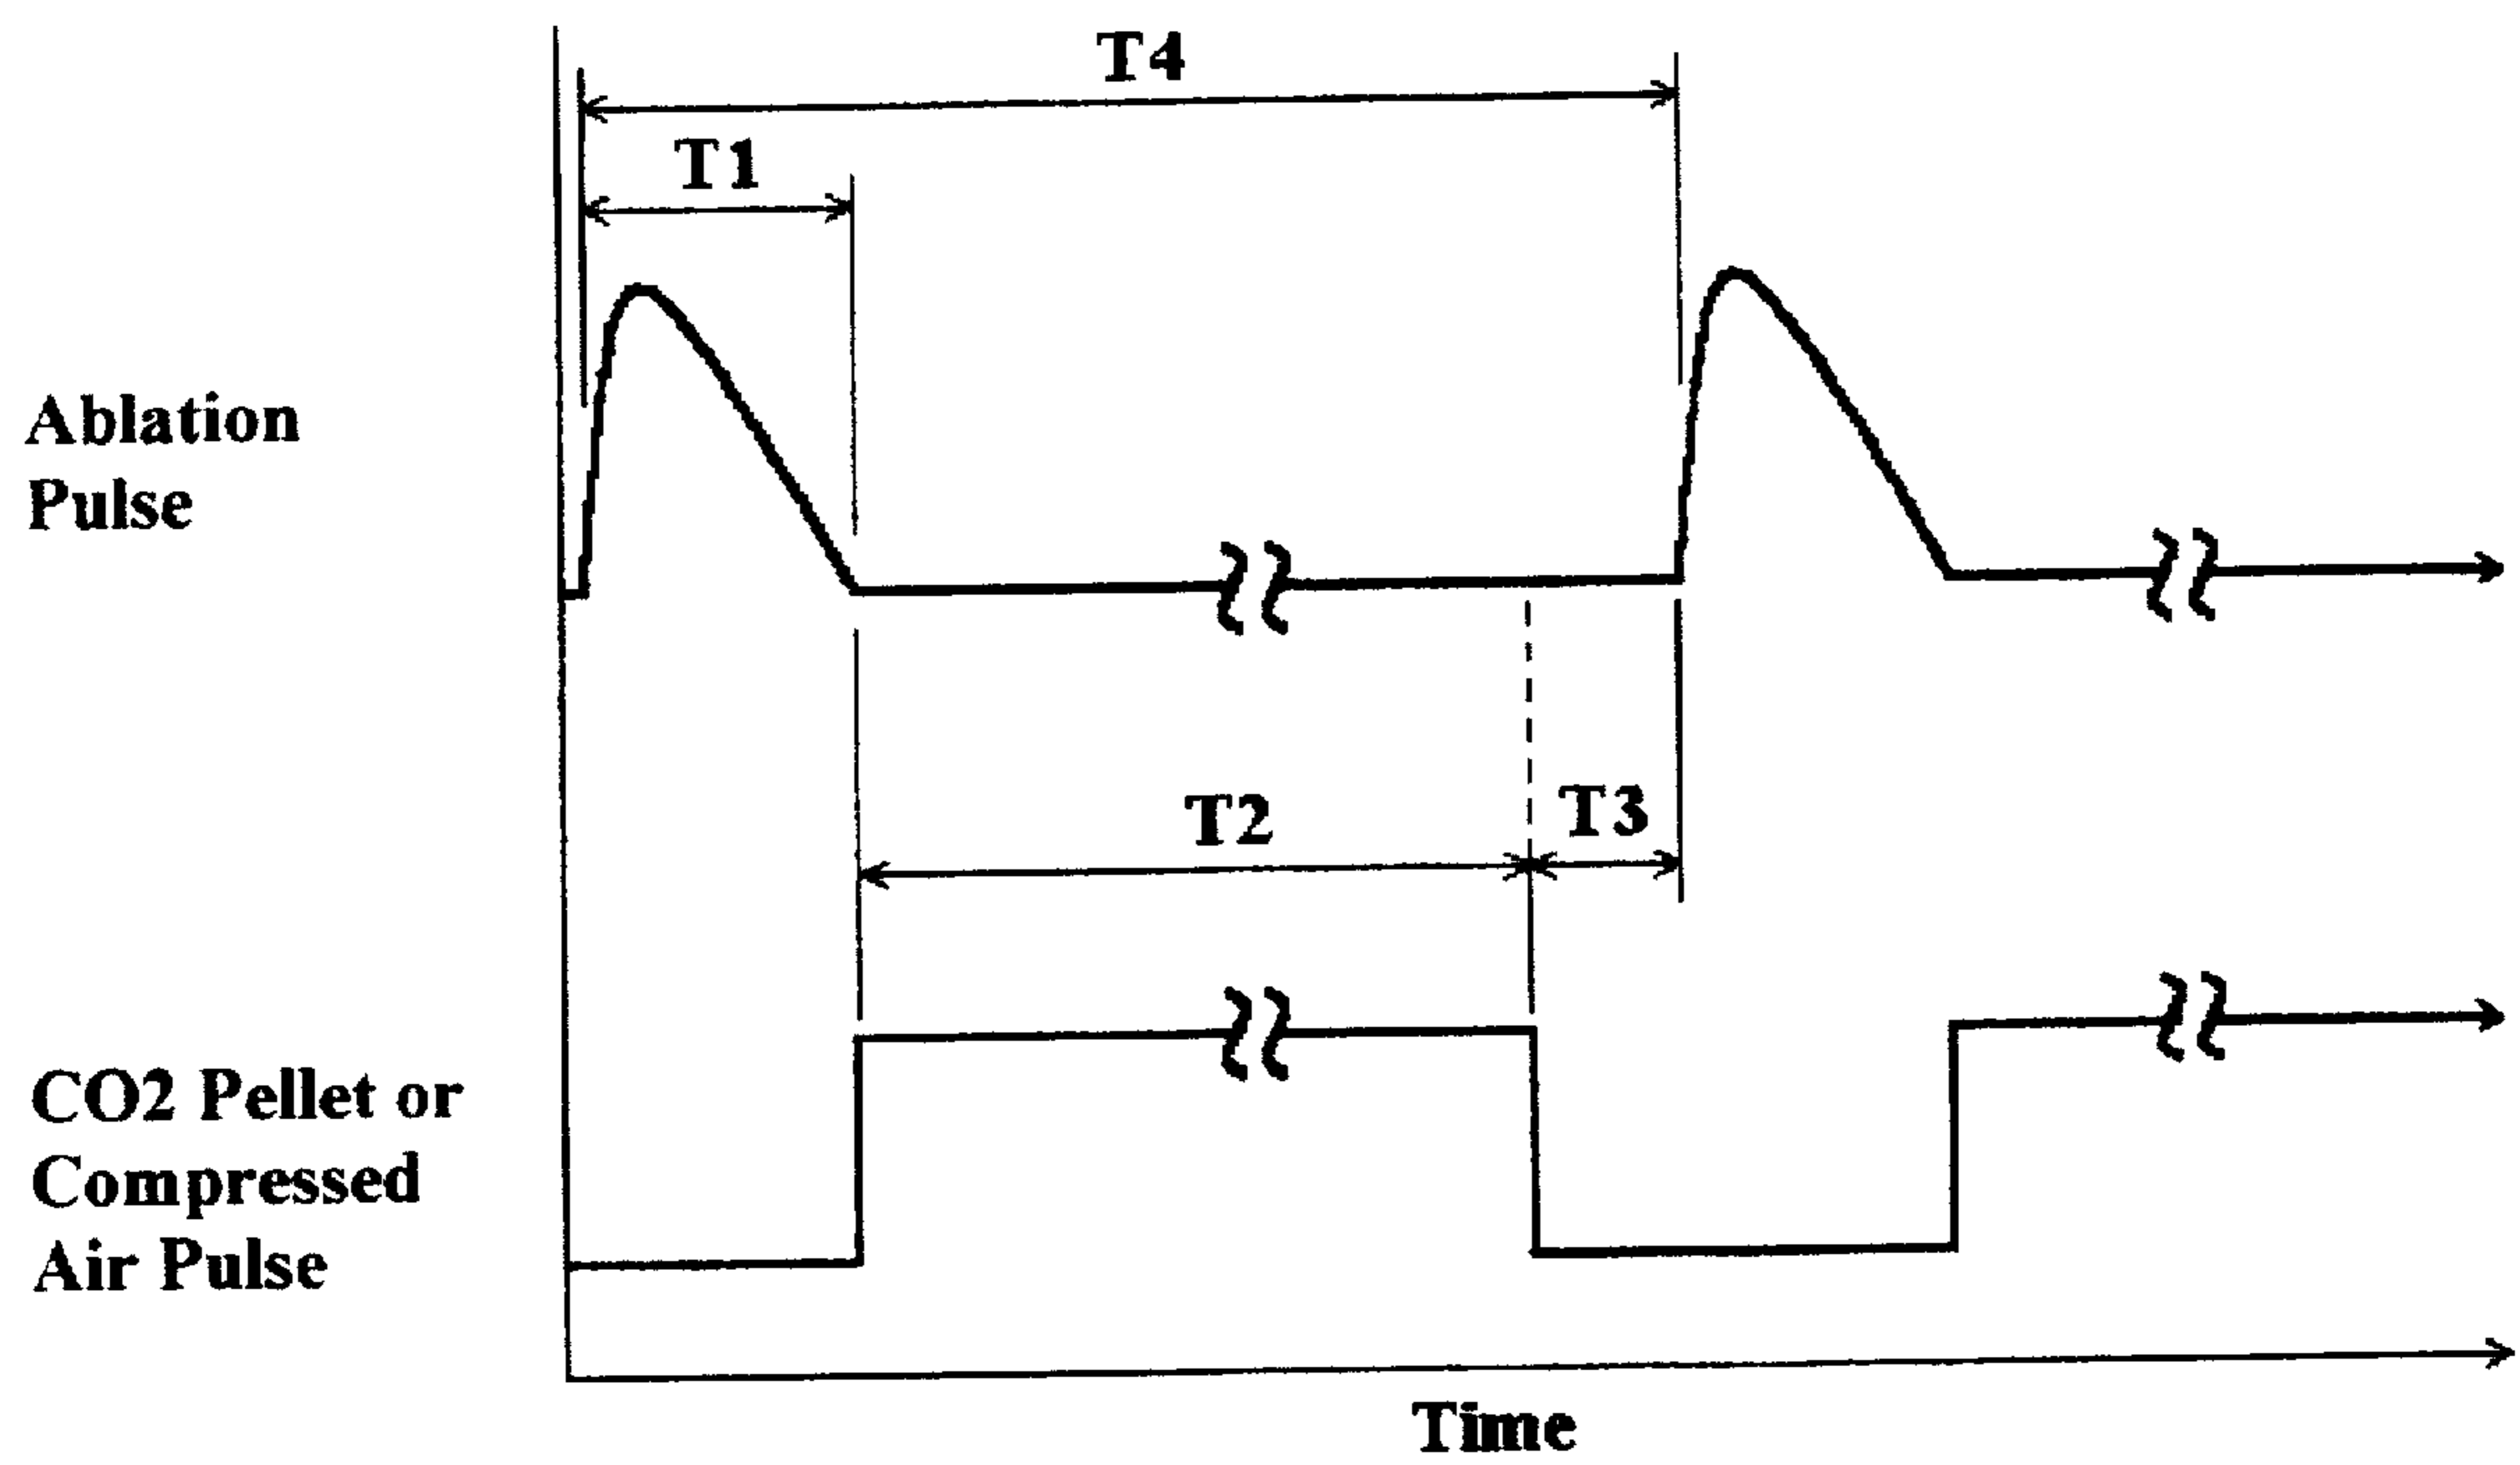 T4
T1
Ablation
Pulse
T2
T3
CO2 Pellet or
Compressed
Air Pulse
Time